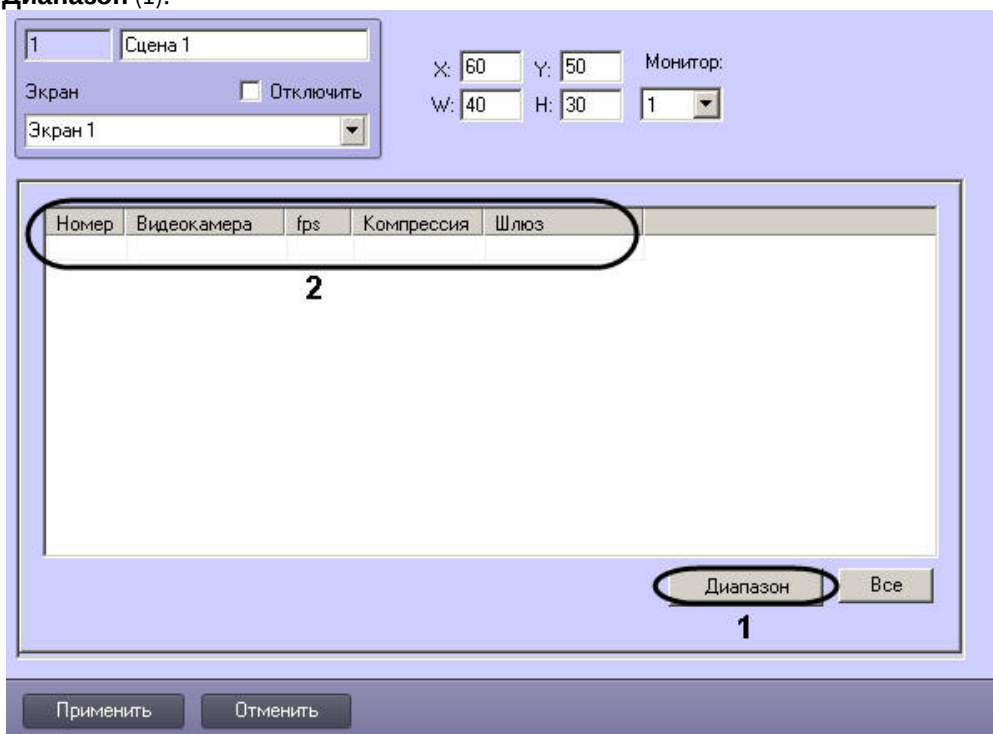 Диапазон (1).
1 Сцена 1
X: 60 Y: 50 Монитор:
Экран Отключить
W: 40 H: 30 1
Экран 1
Номер Видеокамера fps Компрессия Шлюз
2
Диапазон Все
1
Применить Отменить